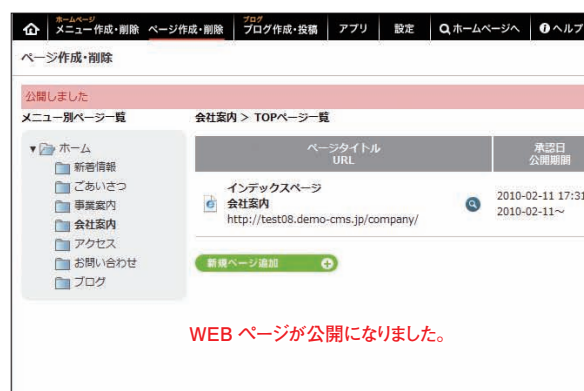 ホームページ
メニュー作成・削除 ページ作成・削除
ブログ
ブログ作成・投稿 アプリ 設定 ホームページへ ヘルプ
ページ作成・削除
公開しました
メニュー別ページ一覧
会社案内 > TOPページ一覧
▼ホーム
新着情報
ごあいさつ
事業案内
会社案内
アクセス
お問い合わせ
ブログ
ページタイトル
URL
承認日
公開期間
インデックスページ
会社案内
http://test08.demo-cms.jp/company/
2010-02-11 17:31
2010-02-11～
新規ページ追加
WEB ページが公開になりました。